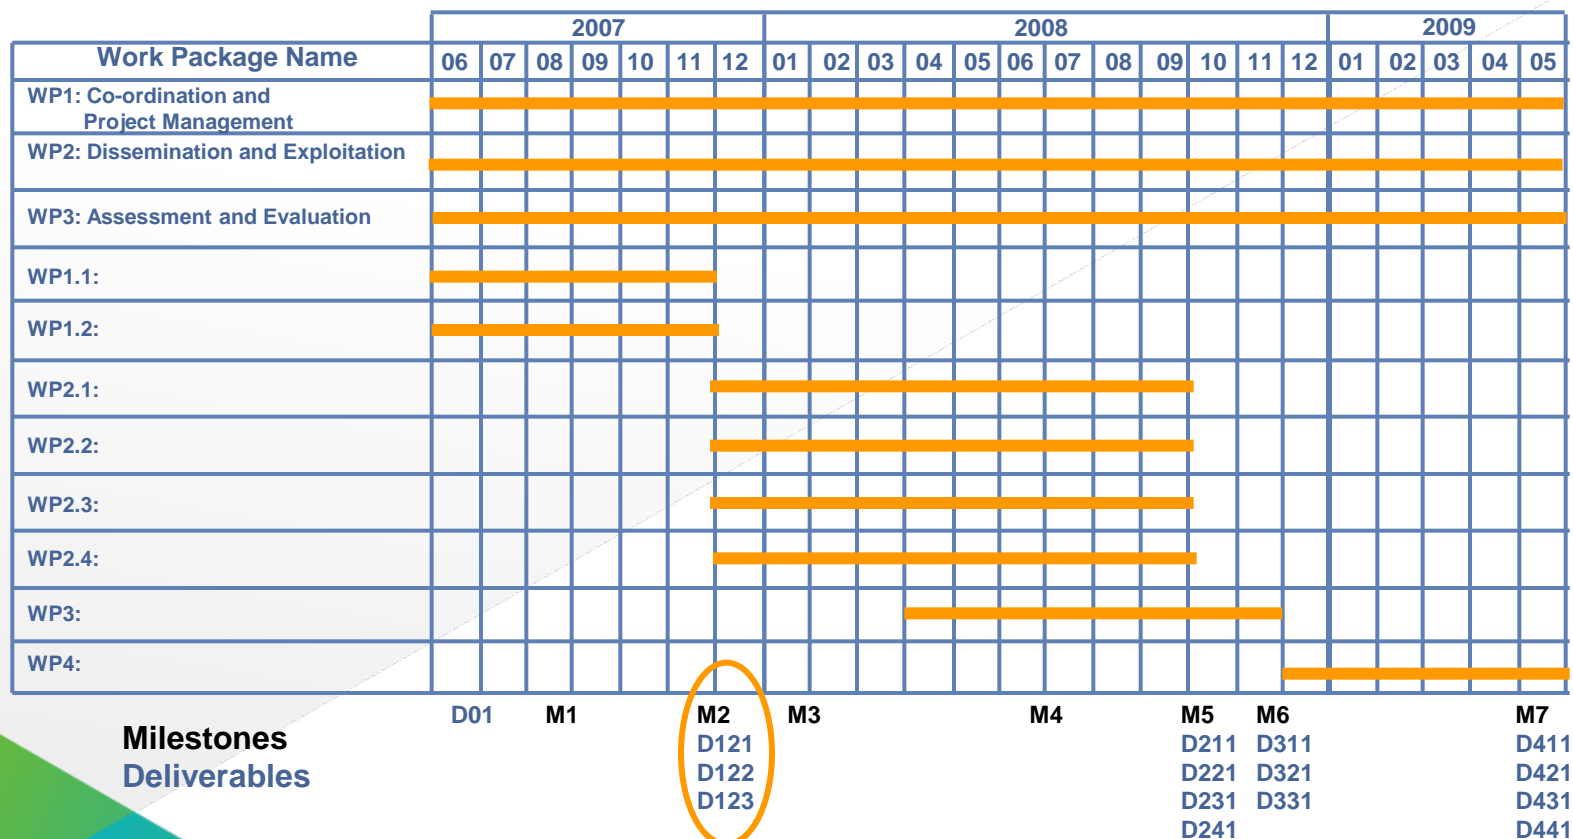 2007 2008 2009
Work Package Name 06 07 08 09 10 11 12 01 02 03 04 05 06 07 08 09 10 11 12 01 02 03 04 05
WP1: Co-ordination and
Project Management
WP2: Dissemination and Exploitation
WP3: Assessment and Evaluation
WP1.1:
WP1.2:
WP2.1:
WP2.2:
WP2.3:
WP2.4:
WP3:
WP4:
D01 M1 M2 M3 M4 M5 M6 M7
Milestones
Deliverables
D121 D211 D311 D411
D122 D221 D321 D421
D123 D231 D331 D431
D241 D441